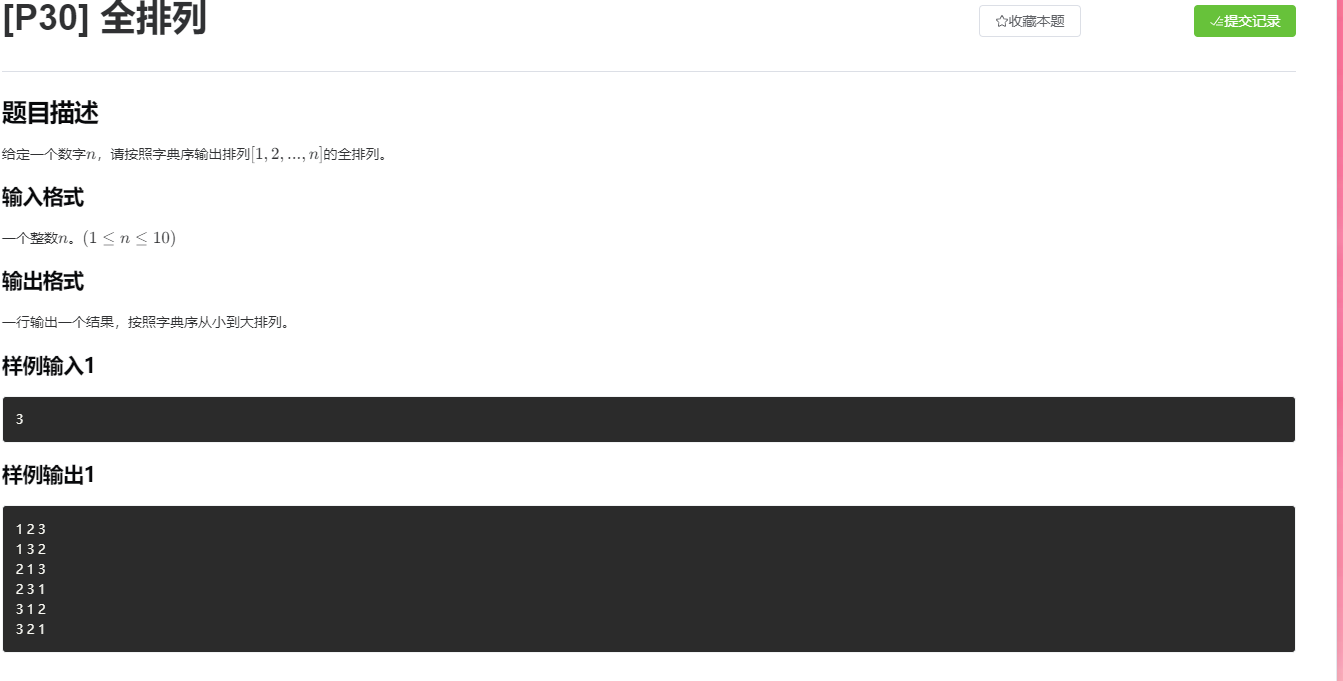 [P30] 全排列
☆收藏本题
提交记录
题目描述
给定一个数字n，请按照字典序输出排列[1, 2, ..., n]的全排列。
输入格式
一个整数n。(1 ≤ n ≤ 10)
输出格式
一行输出一个结果，按照字典序从小到大排列。
样例输入1
3
样例输出1
1 2 3
1 3 2
2 1 3
2 3 1
3 1 2
3 2 1